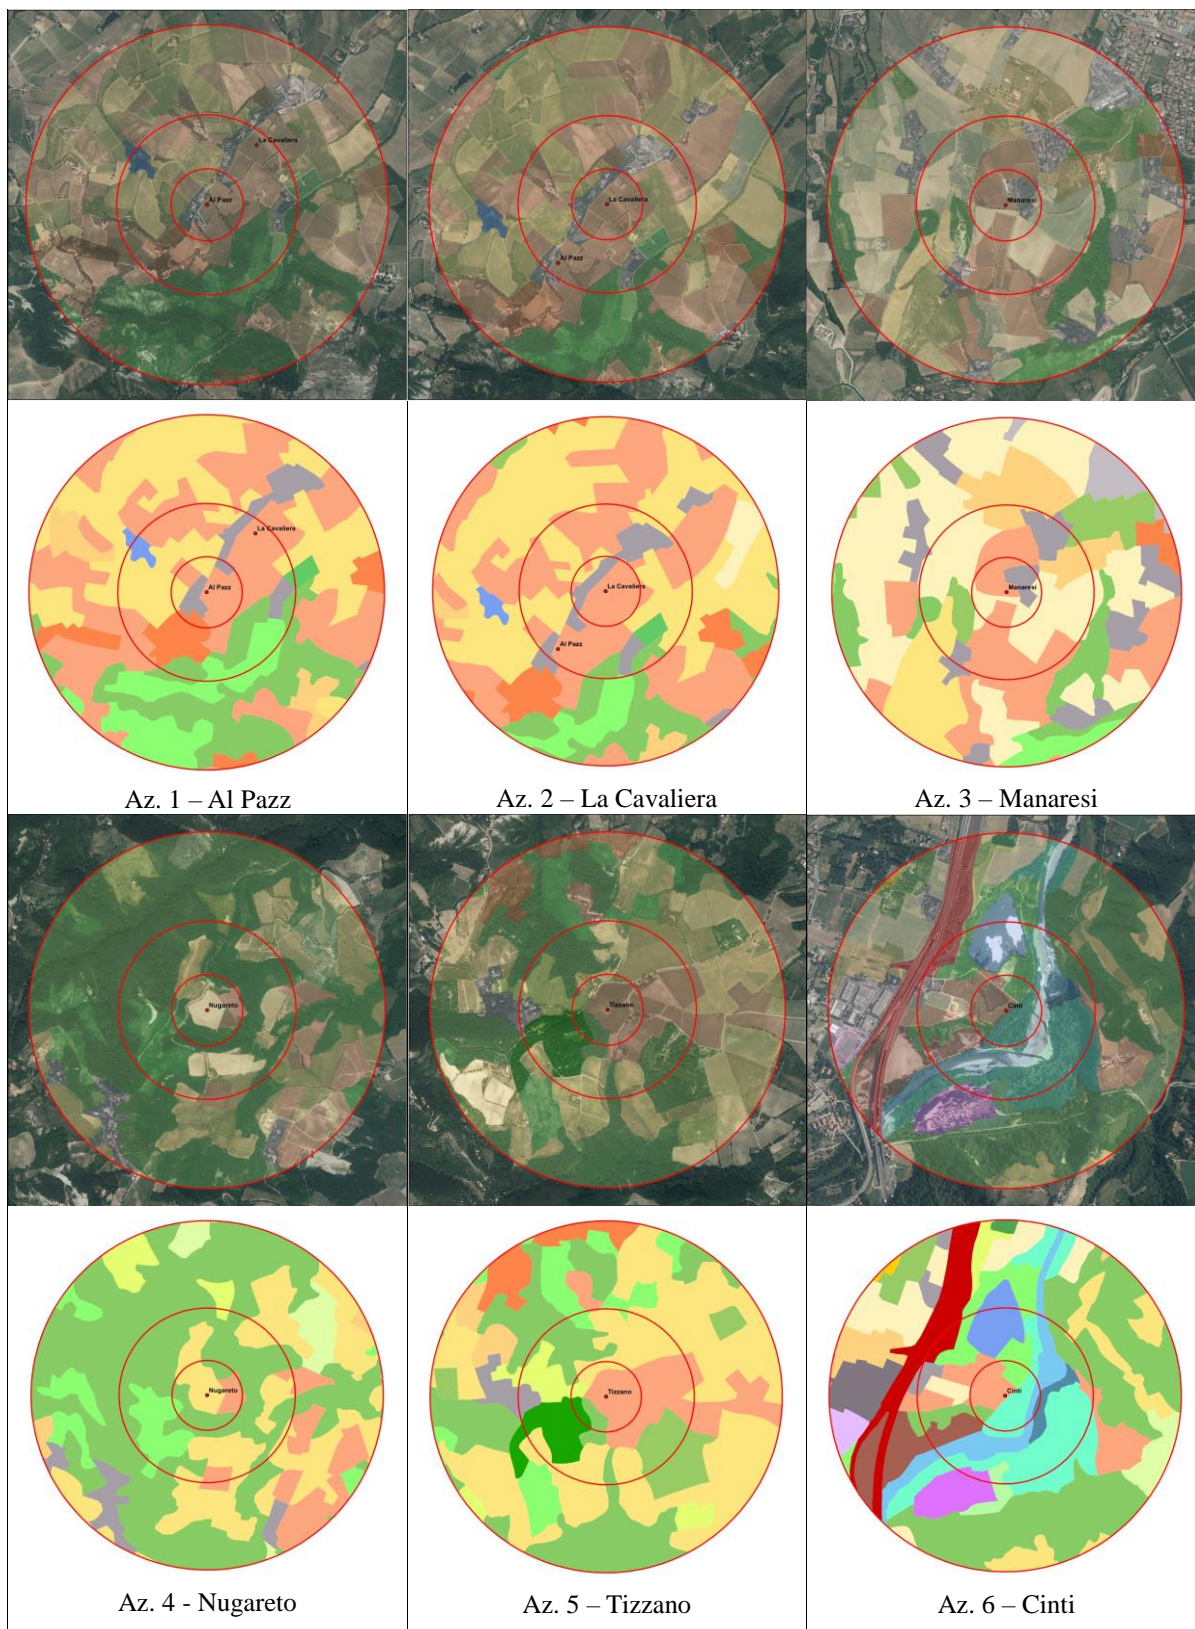 La Cavaliera
Al Pazz
La Cavaliera
Al Pazz
Manaresi
La Cavaliera
Al Pazz
La Cavaliera
Al Pazz
Manaresi
Az. 1 – Al Pazz
Az. 2 – La Cavaliera
Az. 3 – Manaresi
Nugareto
Tizzano
Cinti
Nugareto
Tizzano
Cinti
Az. 4 - Nugareto
Az. 5 – Tizzano
Az. 6 – Cinti